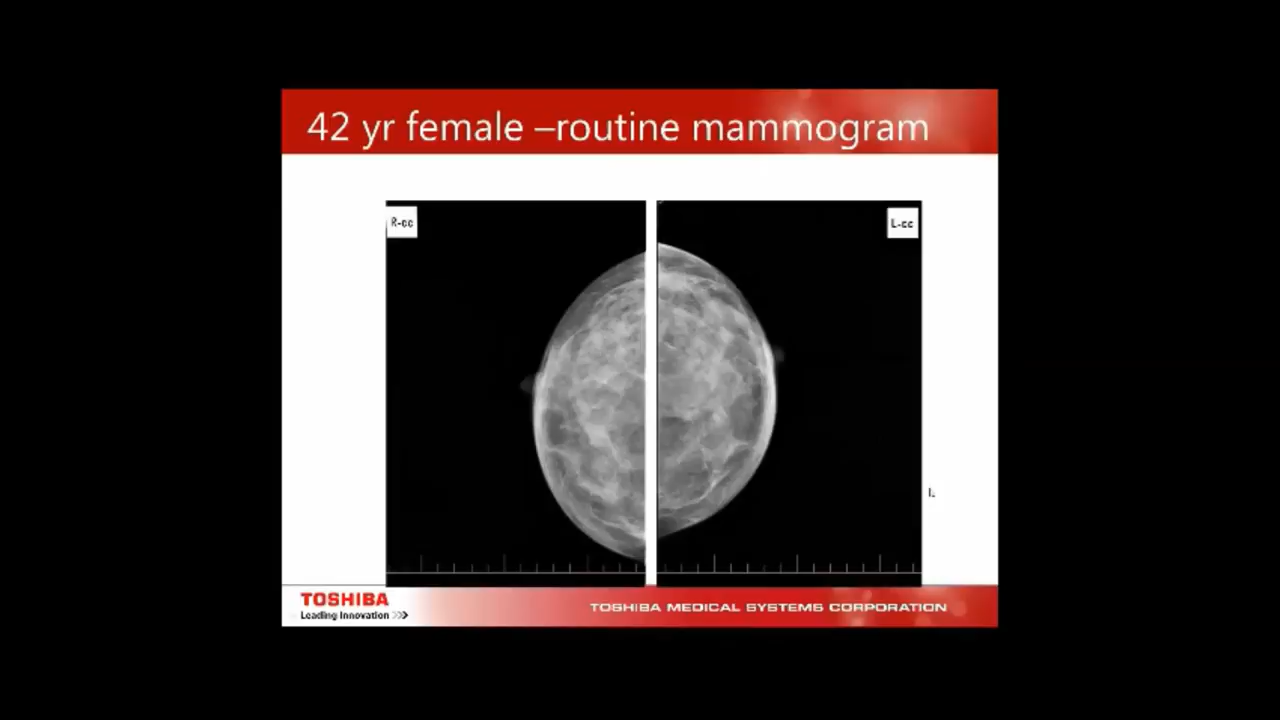 42 yr female –routine mammogram
R-cc
L-cc
L
TOSHIBA
Leading Innovation >>>
TOSHIBA MEDICAL SYSTEMS CORPORATION